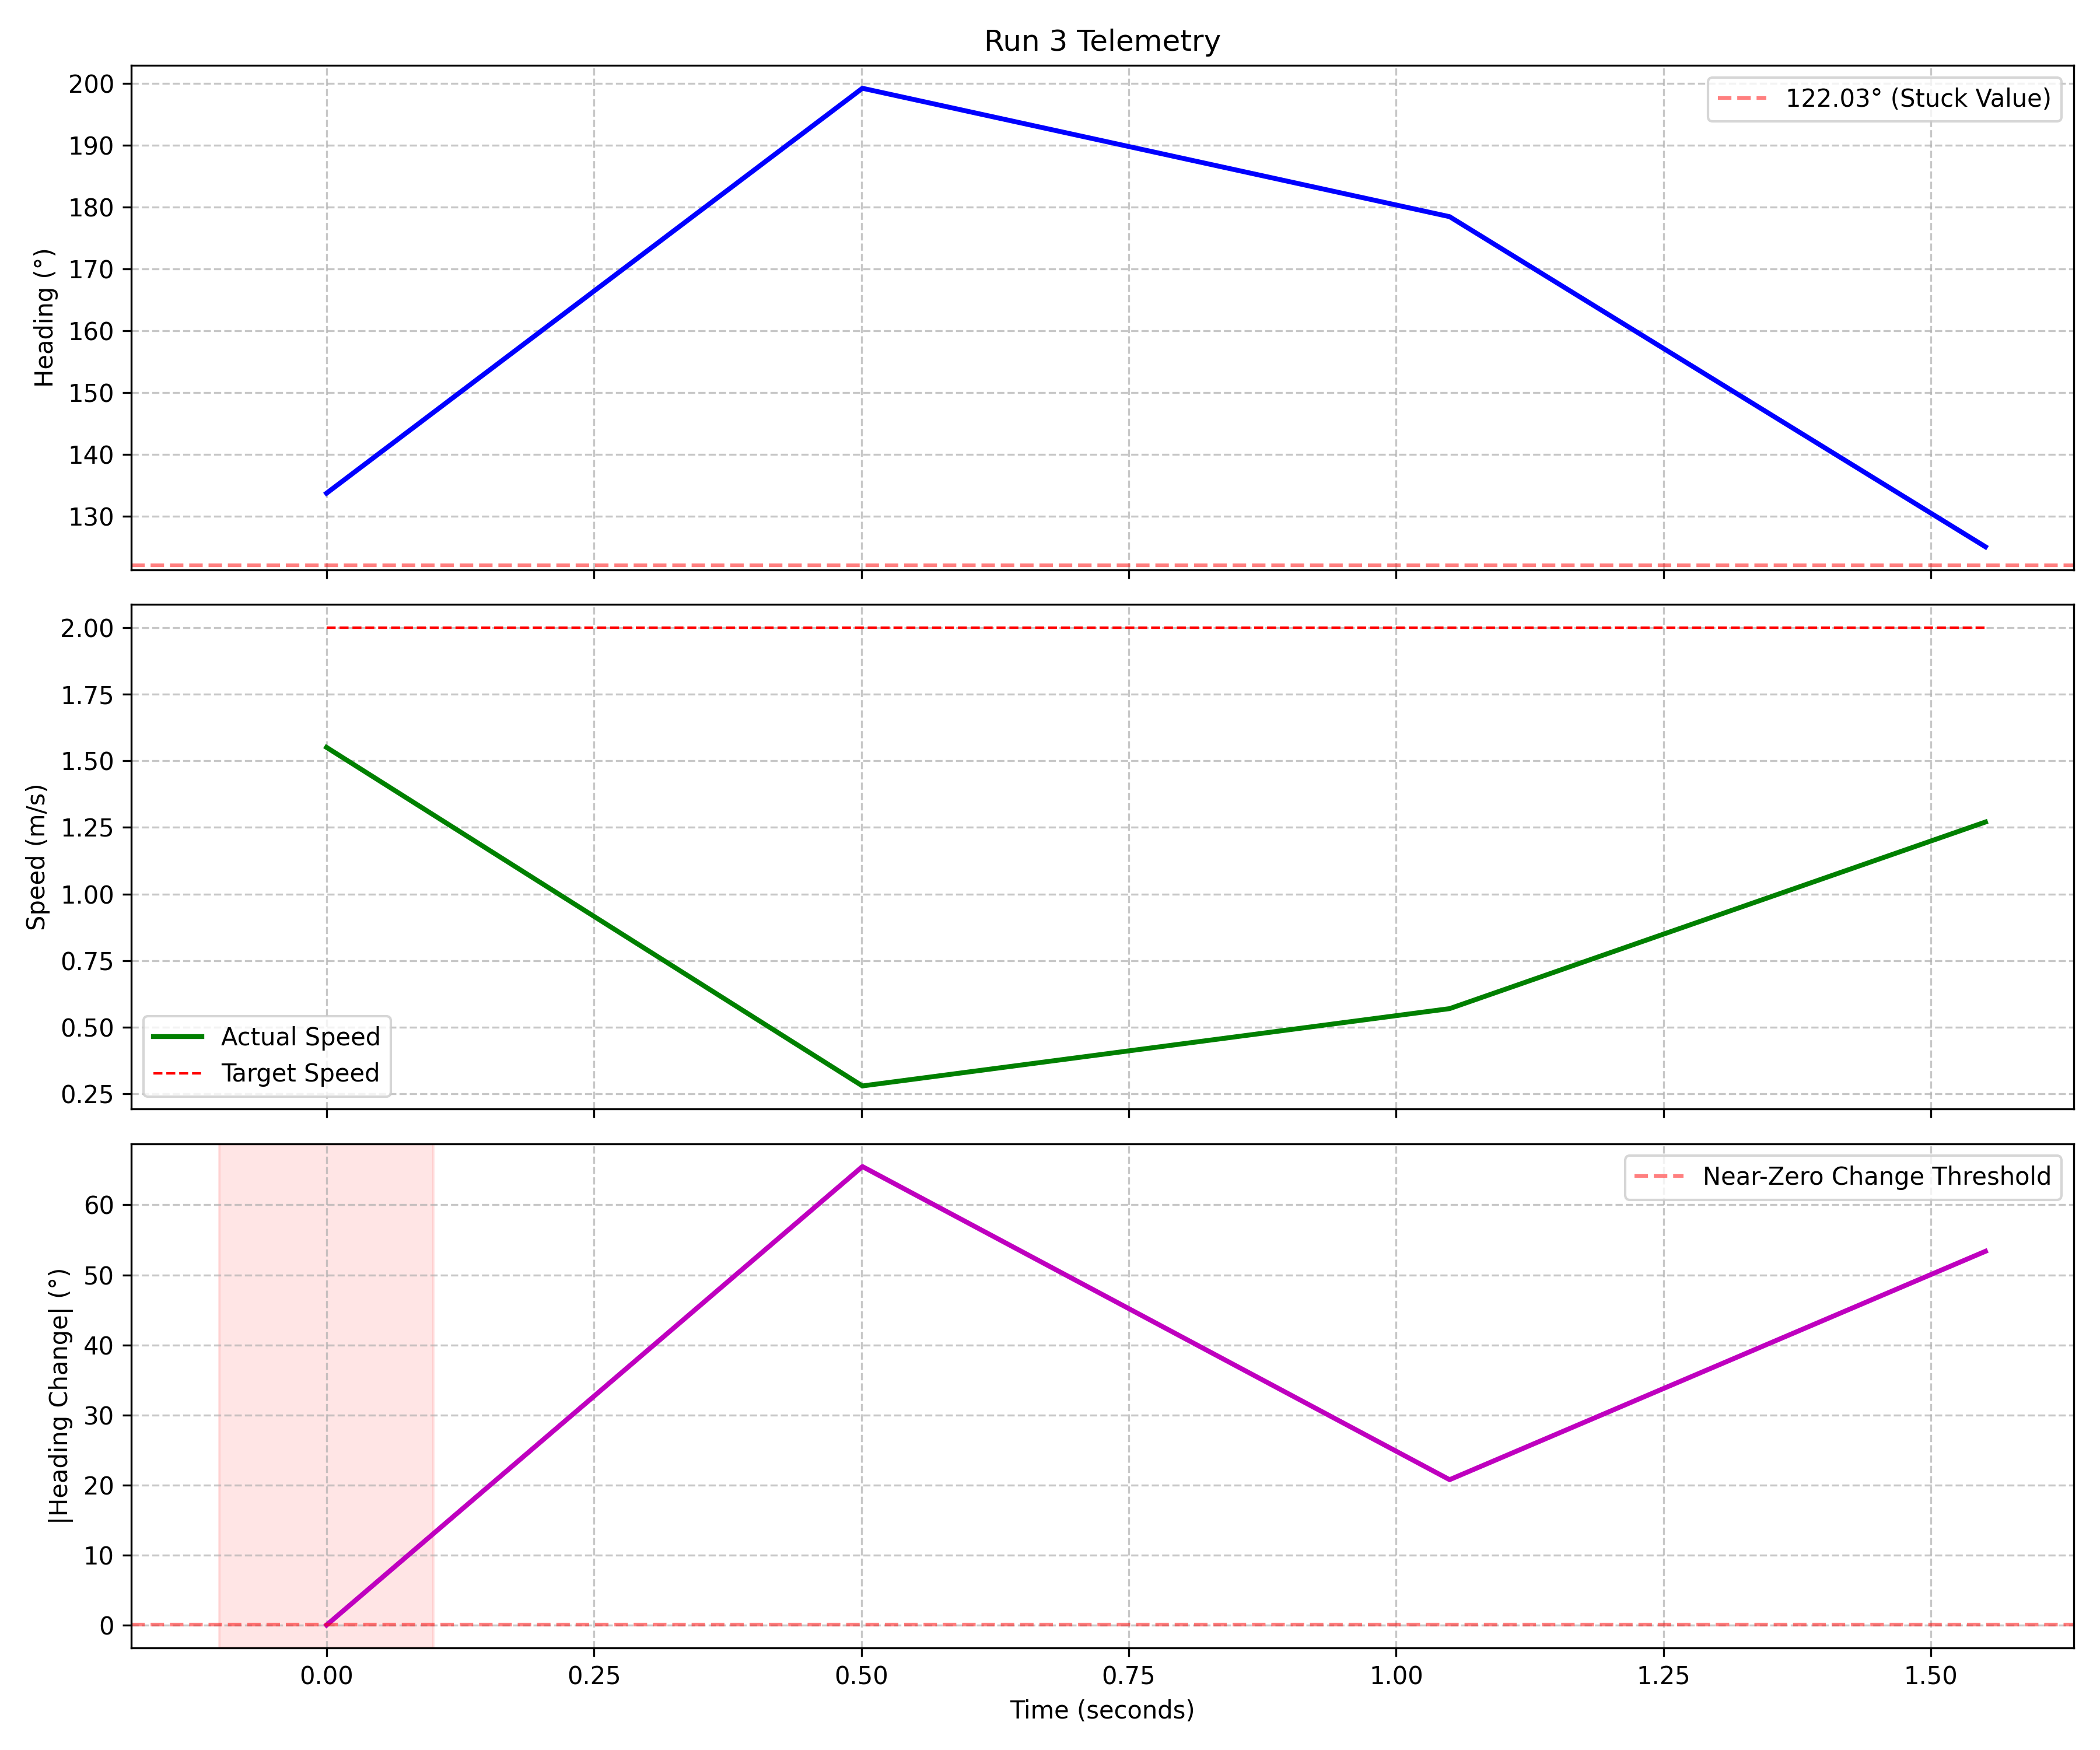 Run 3 Telemetry
200
190
180
170
160
150
140
130
Heading (°)
122.03° (Stuck Value)
2.00
1.75
1.50
1.25
1.00
0.75
0.50
0.25
Speed (m/s)
Actual Speed
Target Speed
60
50
40
30
20
10
0
|Heading Change| (°)
Near-Zero Change Threshold
0.00 0.25 0.50 0.75 1.00 1.25 1.50
Time (seconds)